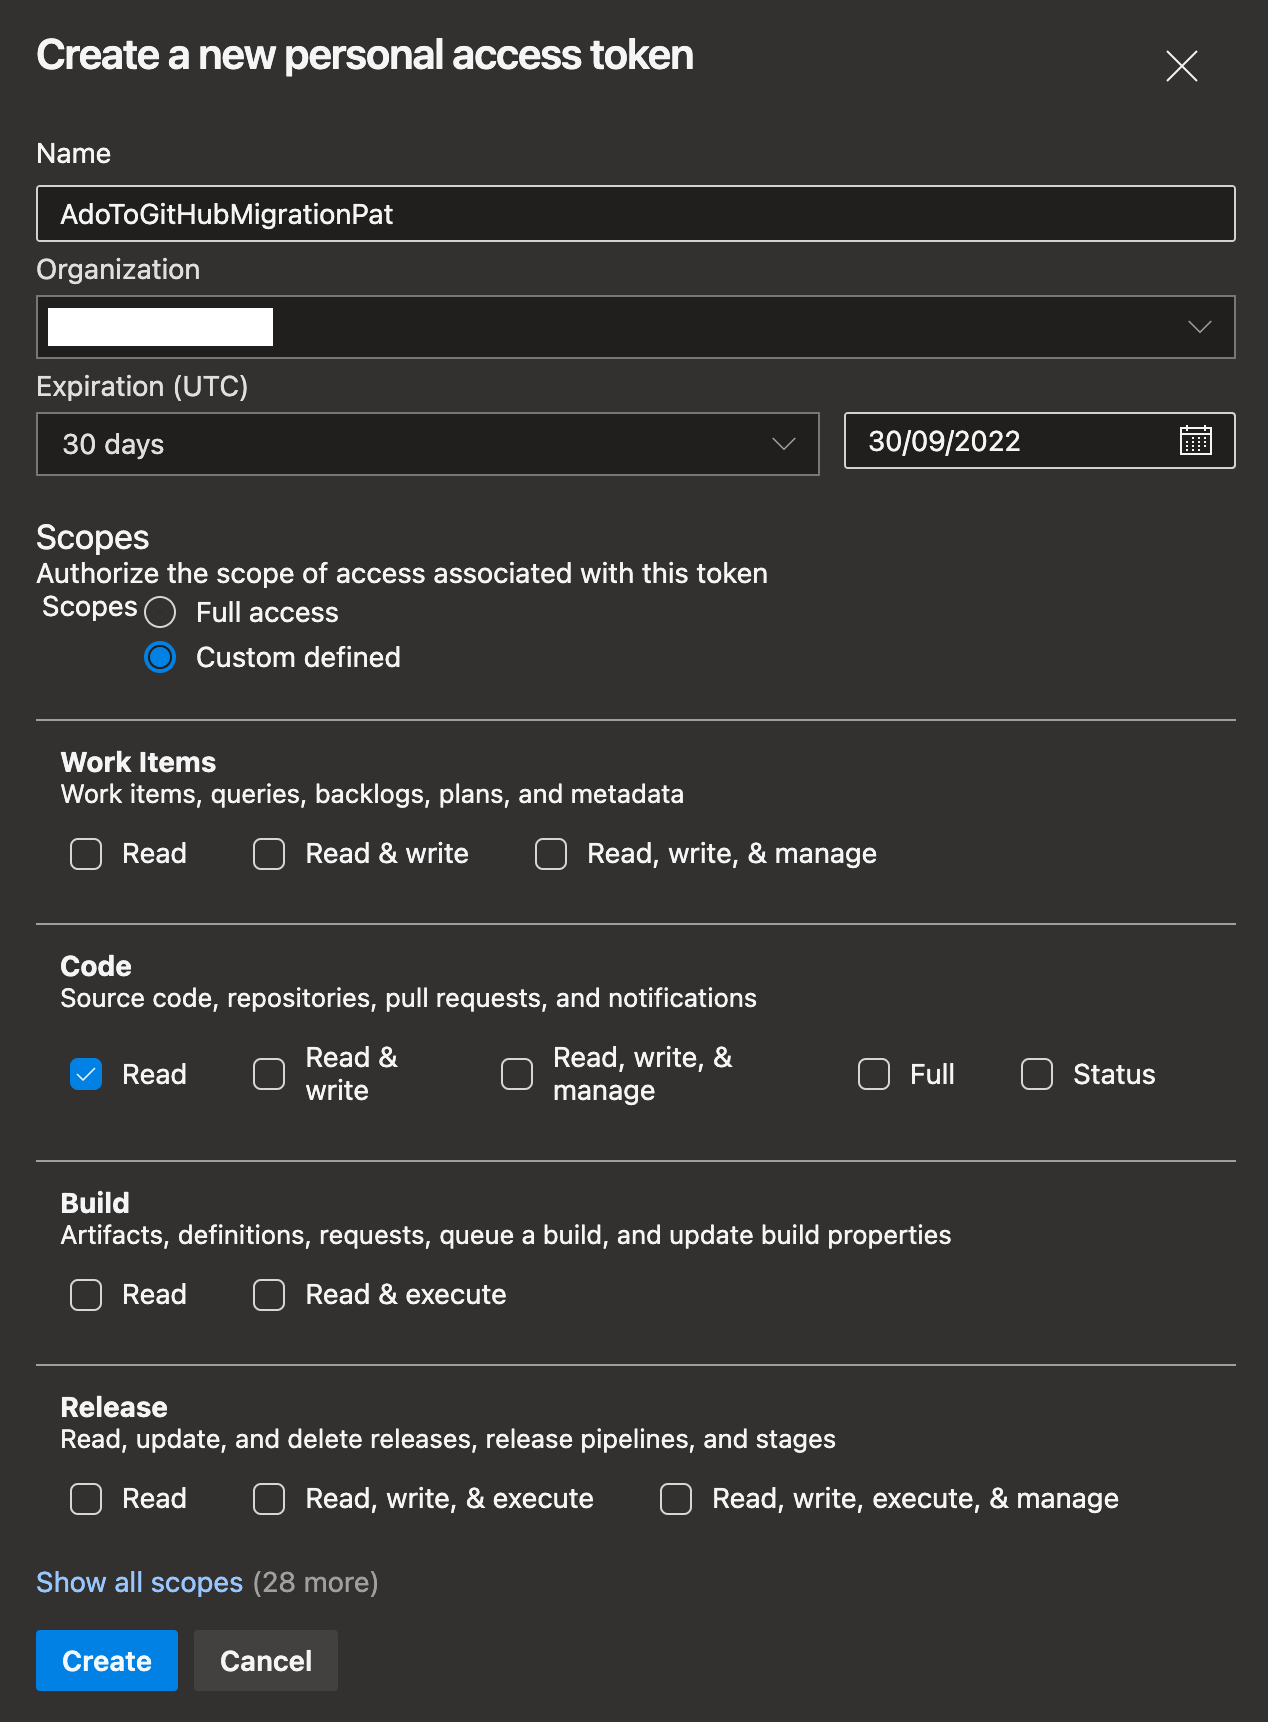 Create a new personal access token
Name
AdoToGitHubMigrationPat
Organization
Expiration (UTC)
30 days
30/09/2022
Scopes
Authorize the scope of access associated with this token
Scopes
Full access
Custom defined
Work Items
Work items, queries, backlogs, plans, and metadata
Read
Read & write
Read, write, & manage
Code
Source code, repositories, pull requests, and notifications
Read
Read &
write
Read, write, &
manage
Full
Status
Build
Artifacts, definitions, requests, queue a build, and update build properties
Read
Read & execute
Release
Read, update, and delete releases, release pipelines, and stages
Read
Read, write, & execute
Read, write, execute, & manage
Show all scopes (28 more)
Create
Cancel